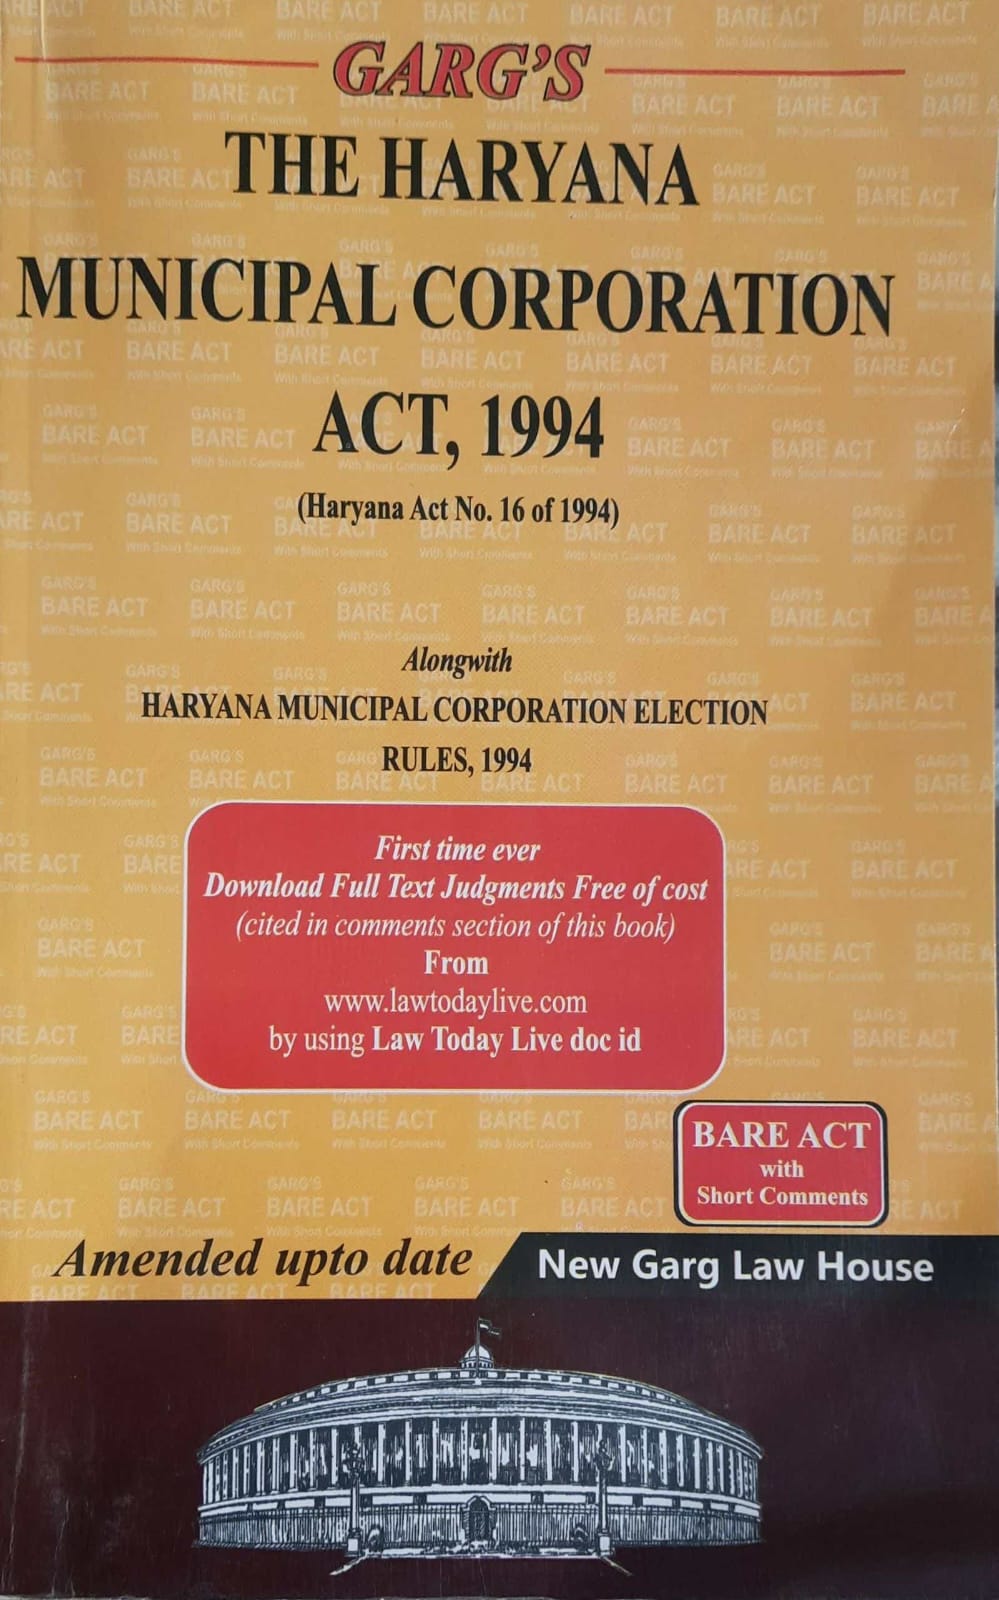 GARG'S
THE HARYANA
MUNICIPAL CORPORATION
ACT, 1994
(Haryana Act No. 16 of 1994)
Alongwith
HARYANA MUNICIPAL CORPORATION ELECTION
RULES, 1994
First time ever
Download Full Text Judgments Free of cost
(cited in comments section of this book)
From
www.lawtodaylive.com
by using Law Today Live doc id
BARE ACT
with
Short Comments
Amended upto date
New Garg Law House